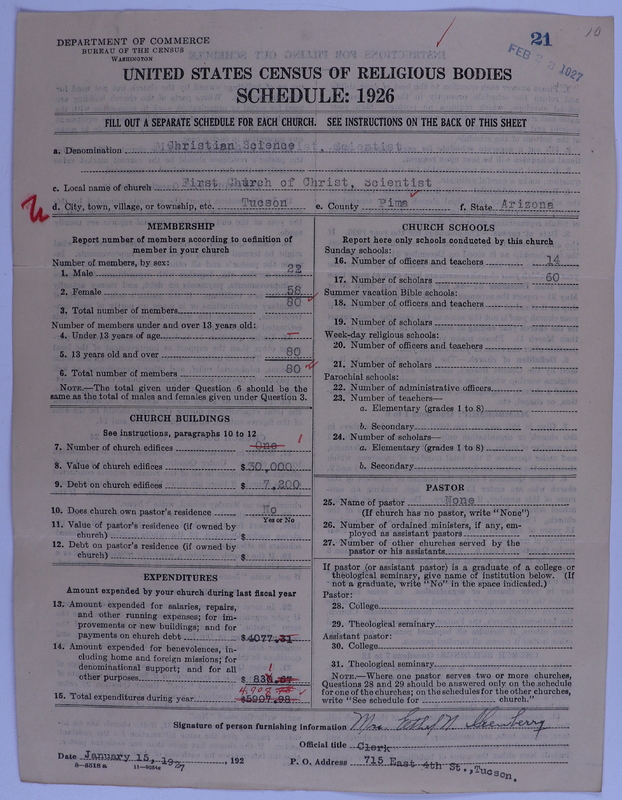 21
10
FEB 23 1927
DEPARTMENT OF COMMERCE
BUREAU OF THE CENSUS
WASHINGTON
UNITED STATES CENSUS OF RELIGIOUS BODIES
SCHEDULE: 1926
FILL OUT A SEPARATE SCHEDULE FOR EACH CHURCH. SEE INSTRUCTIONS ON THE BACK OF THIS SHEET
a. Denomination Christian Science
c. Local name of church First Church of Christ, Scientist
d. City, town, village, or township, etc. Tucson e. County Pima f. State Arizona
MEMBERSHIP
Report number of members according to definition of
member in your church
Number of members, by sex:
1. Male 22
2. Female 58
3. Total number of members 80
Number of members under and over 13 years old:
4. Under 13 years of age —
5. 13 years old and over 80
6. Total number of members 80
NOTE.—The total given under Question 6 should be the
same as the total of males and females given under Question 3.
CHURCH BUILDINGS
See instructions, paragraphs 10 to 12
7. Number of church edifices One 1
8. Value of church edifices $30,000
9. Debt on church edifices $ 7,200
10. Does church own pastor's residence No
Yes or No
11. Value of pastor's residence (if owned by
church) $
12. Debt on pastor's residence (if owned by
church) $
EXPENDITURES
Amount expended by your church during last fiscal year
13. Amount expended for salaries, repairs,
and other running expenses; for im-
provements or new buildings; and for
payments on church debt $4077.31
14. Amount expended for benevolences, in-
cluding home and foreign missions; for
denominational support; and for all
other purposes $
15. Total expenditures during year 4,908
CHURCH SCHOOLS
Report here only schools conducted by this church
Sunday schools:
16. Number of officers and teachers 14
17. Number of scholars 60
Summer vacation Bible schools:
18. Number of officers and teachers
19. Number of scholars
Week-day religious schools:
20. Number of officers and teachers
21. Number of scholars
Parochial schools:
22. Number of administrative officers
23. Number of teachers—
a. Elementary (grades 1 to 8)
b. Secondary
24. Number of scholars—
a. Elementary (grades 1 to 8)
b. Secondary
PASTOR
25. Name of pastor None
(If church has no pastor, write "None")
26. Number of ordained ministers, if any, em-
ployed as assistant pastors
27. Number of other churches served by the
pastor or his assistants
If pastor (or assistant pastor) is a graduate of a college or
theological seminary, give name of institution below. (If
not a graduate, write "No" in the space indicated.)
Pastor:
28. College
29. Theological seminary
Assistant pastor:
30. College
31. Theological seminary
NOTE.—Where one pastor serves two or more churches,
Questions 28 and 29 should be answered only on the schedule
for one of the churches; on the schedules for the other churches,
write "See schedule for church."
Signature of person furnishing information Mrs.
Official title Clerk
Date January 15, 1927, 192 P. O. Address 715 East 4th St., Tucson.